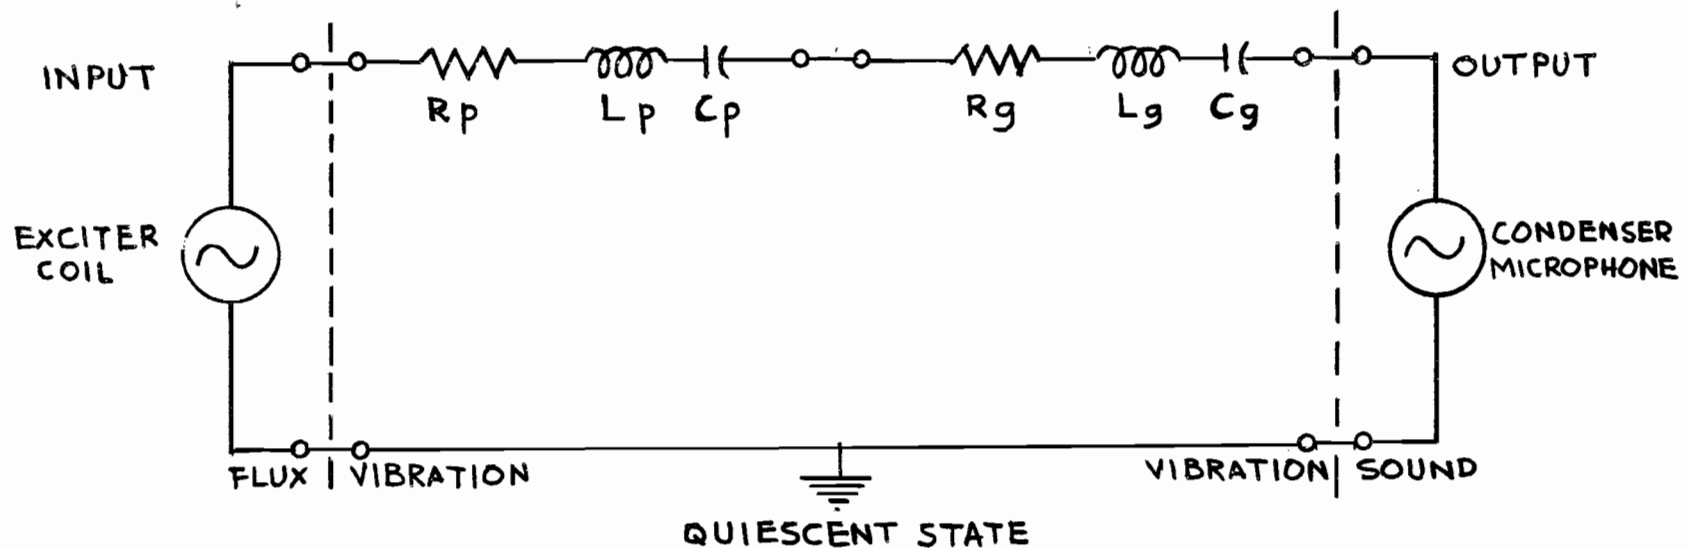 INPUT
OUTPUT
Rp
Lp
Cp
Rg
Lg
Cg
EXCITER
COIL
CONDENSER
MICROPHONE
FLUX | VIBRATION
VIBRATION | SOUND
QUIESCENT STATE